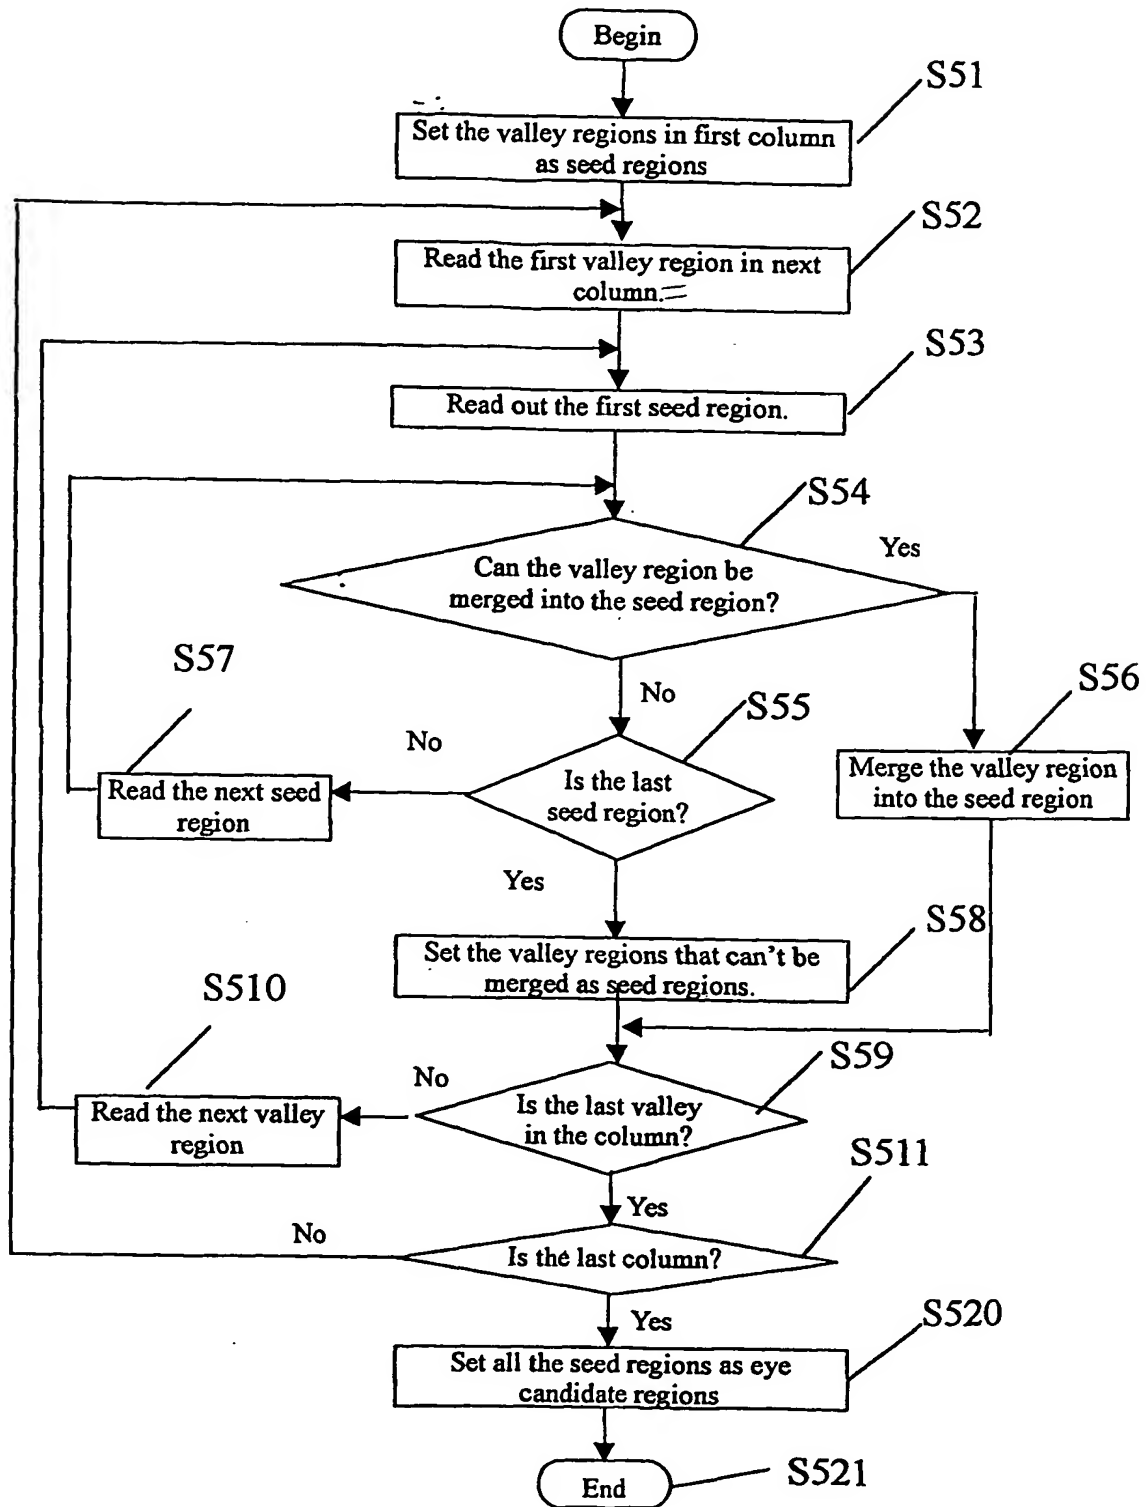 Begin
S51
Set the valley regions in first column
as seed regions
S52
Read the first valley region in next
column.
S53
Read out the first seed region.
S54
Yes
Can the valley region be
merged into the seed region?
S57
No
S55
S56
No
Is the last
seed region?
Read the next seed
region
Merge the valley region
into the seed region
Yes
S58
Set the valley regions that can't be
merged as seed regions.
S510
S59
No
Is the last valley
in the column?
Read the next valley
region
S511
Yes
No
Is the last column?
Yes
S520
Set all the seed regions as eye
candidate regions
End
S521